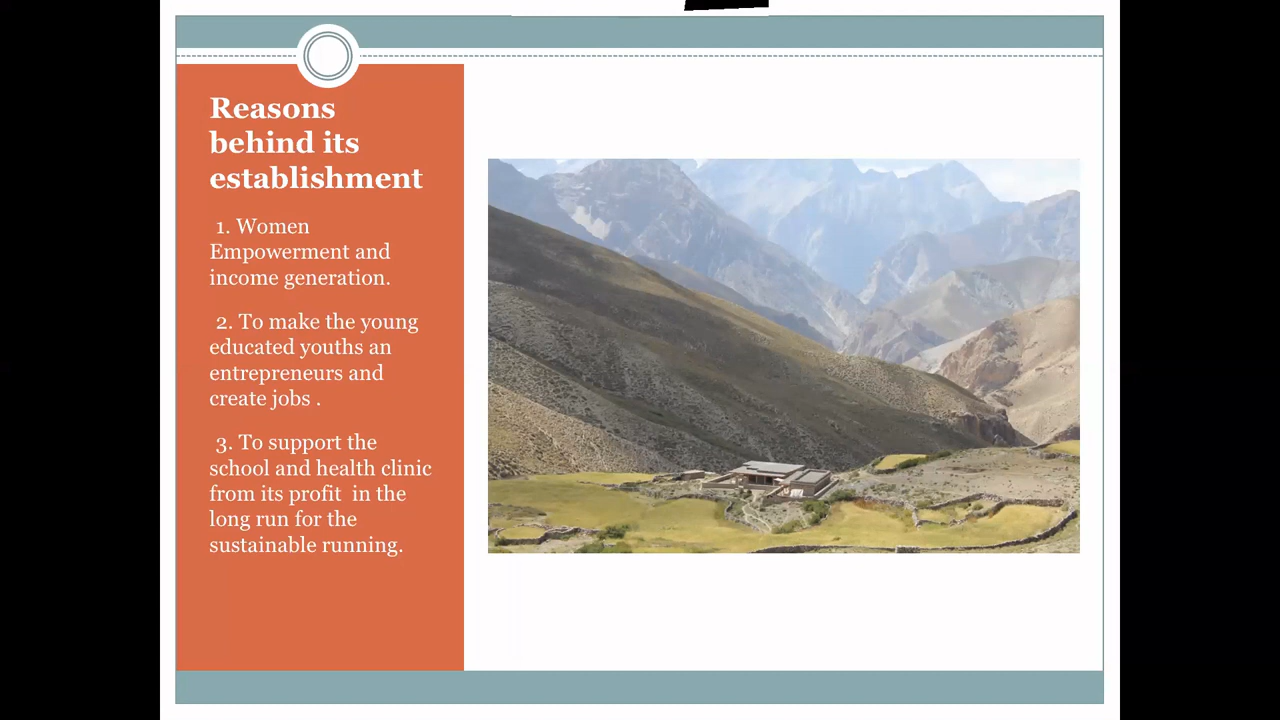 Reasons
behind its
establishment
1. Women
Empowerment and
income generation.
2. To make the young
educated youths an
entrepreneurs and
create jobs .
3. To support the
school and health clinic
from its profit  in the
long run for the
sustainable running.